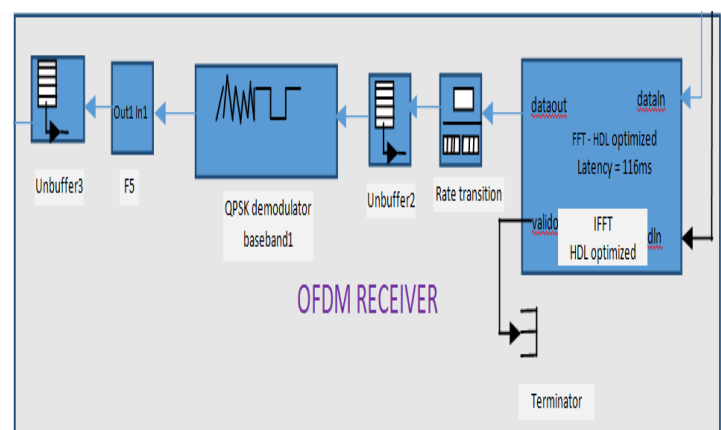 dataout
dataIn
FFT - HDL optimized
Latency = 116ms
valido
IFFT
HDL optimized
dIn
Rate transition
Unbuffer2
QPSK demodulator
baseband1
Out1 In1
F5
Unbuffer3
OFDM RECEIVER
Terminator